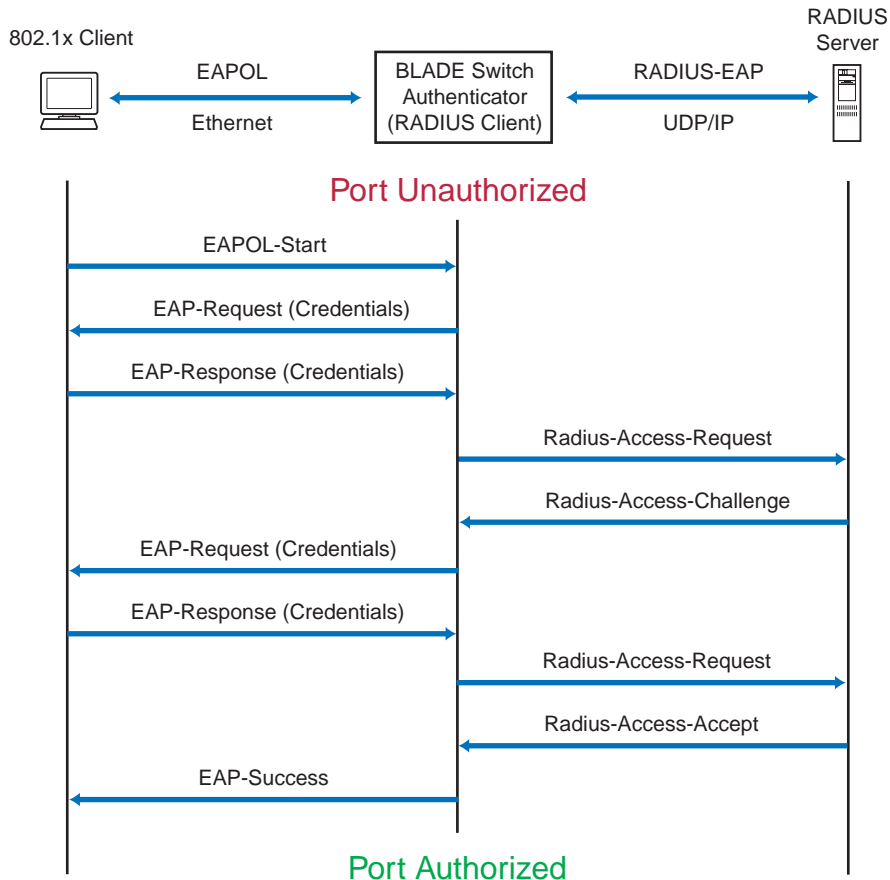 RADIUS
Server
802.1x Client
EAPOL
Ethernet
BLADE Switch
Authenticator
(RADIUS Client)
RADIUS-EAP
UDP/IP
Port Unauthorized
EAPOL-Start
EAP-Request (Credentials)
EAP-Response (Credentials)
Radius-Access-Request
Radius-Access-Challenge
EAP-Request (Credentials)
EAP-Response (Credentials)
Radius-Access-Request
Radius-Access-Accept
EAP-Success
Port Authorized